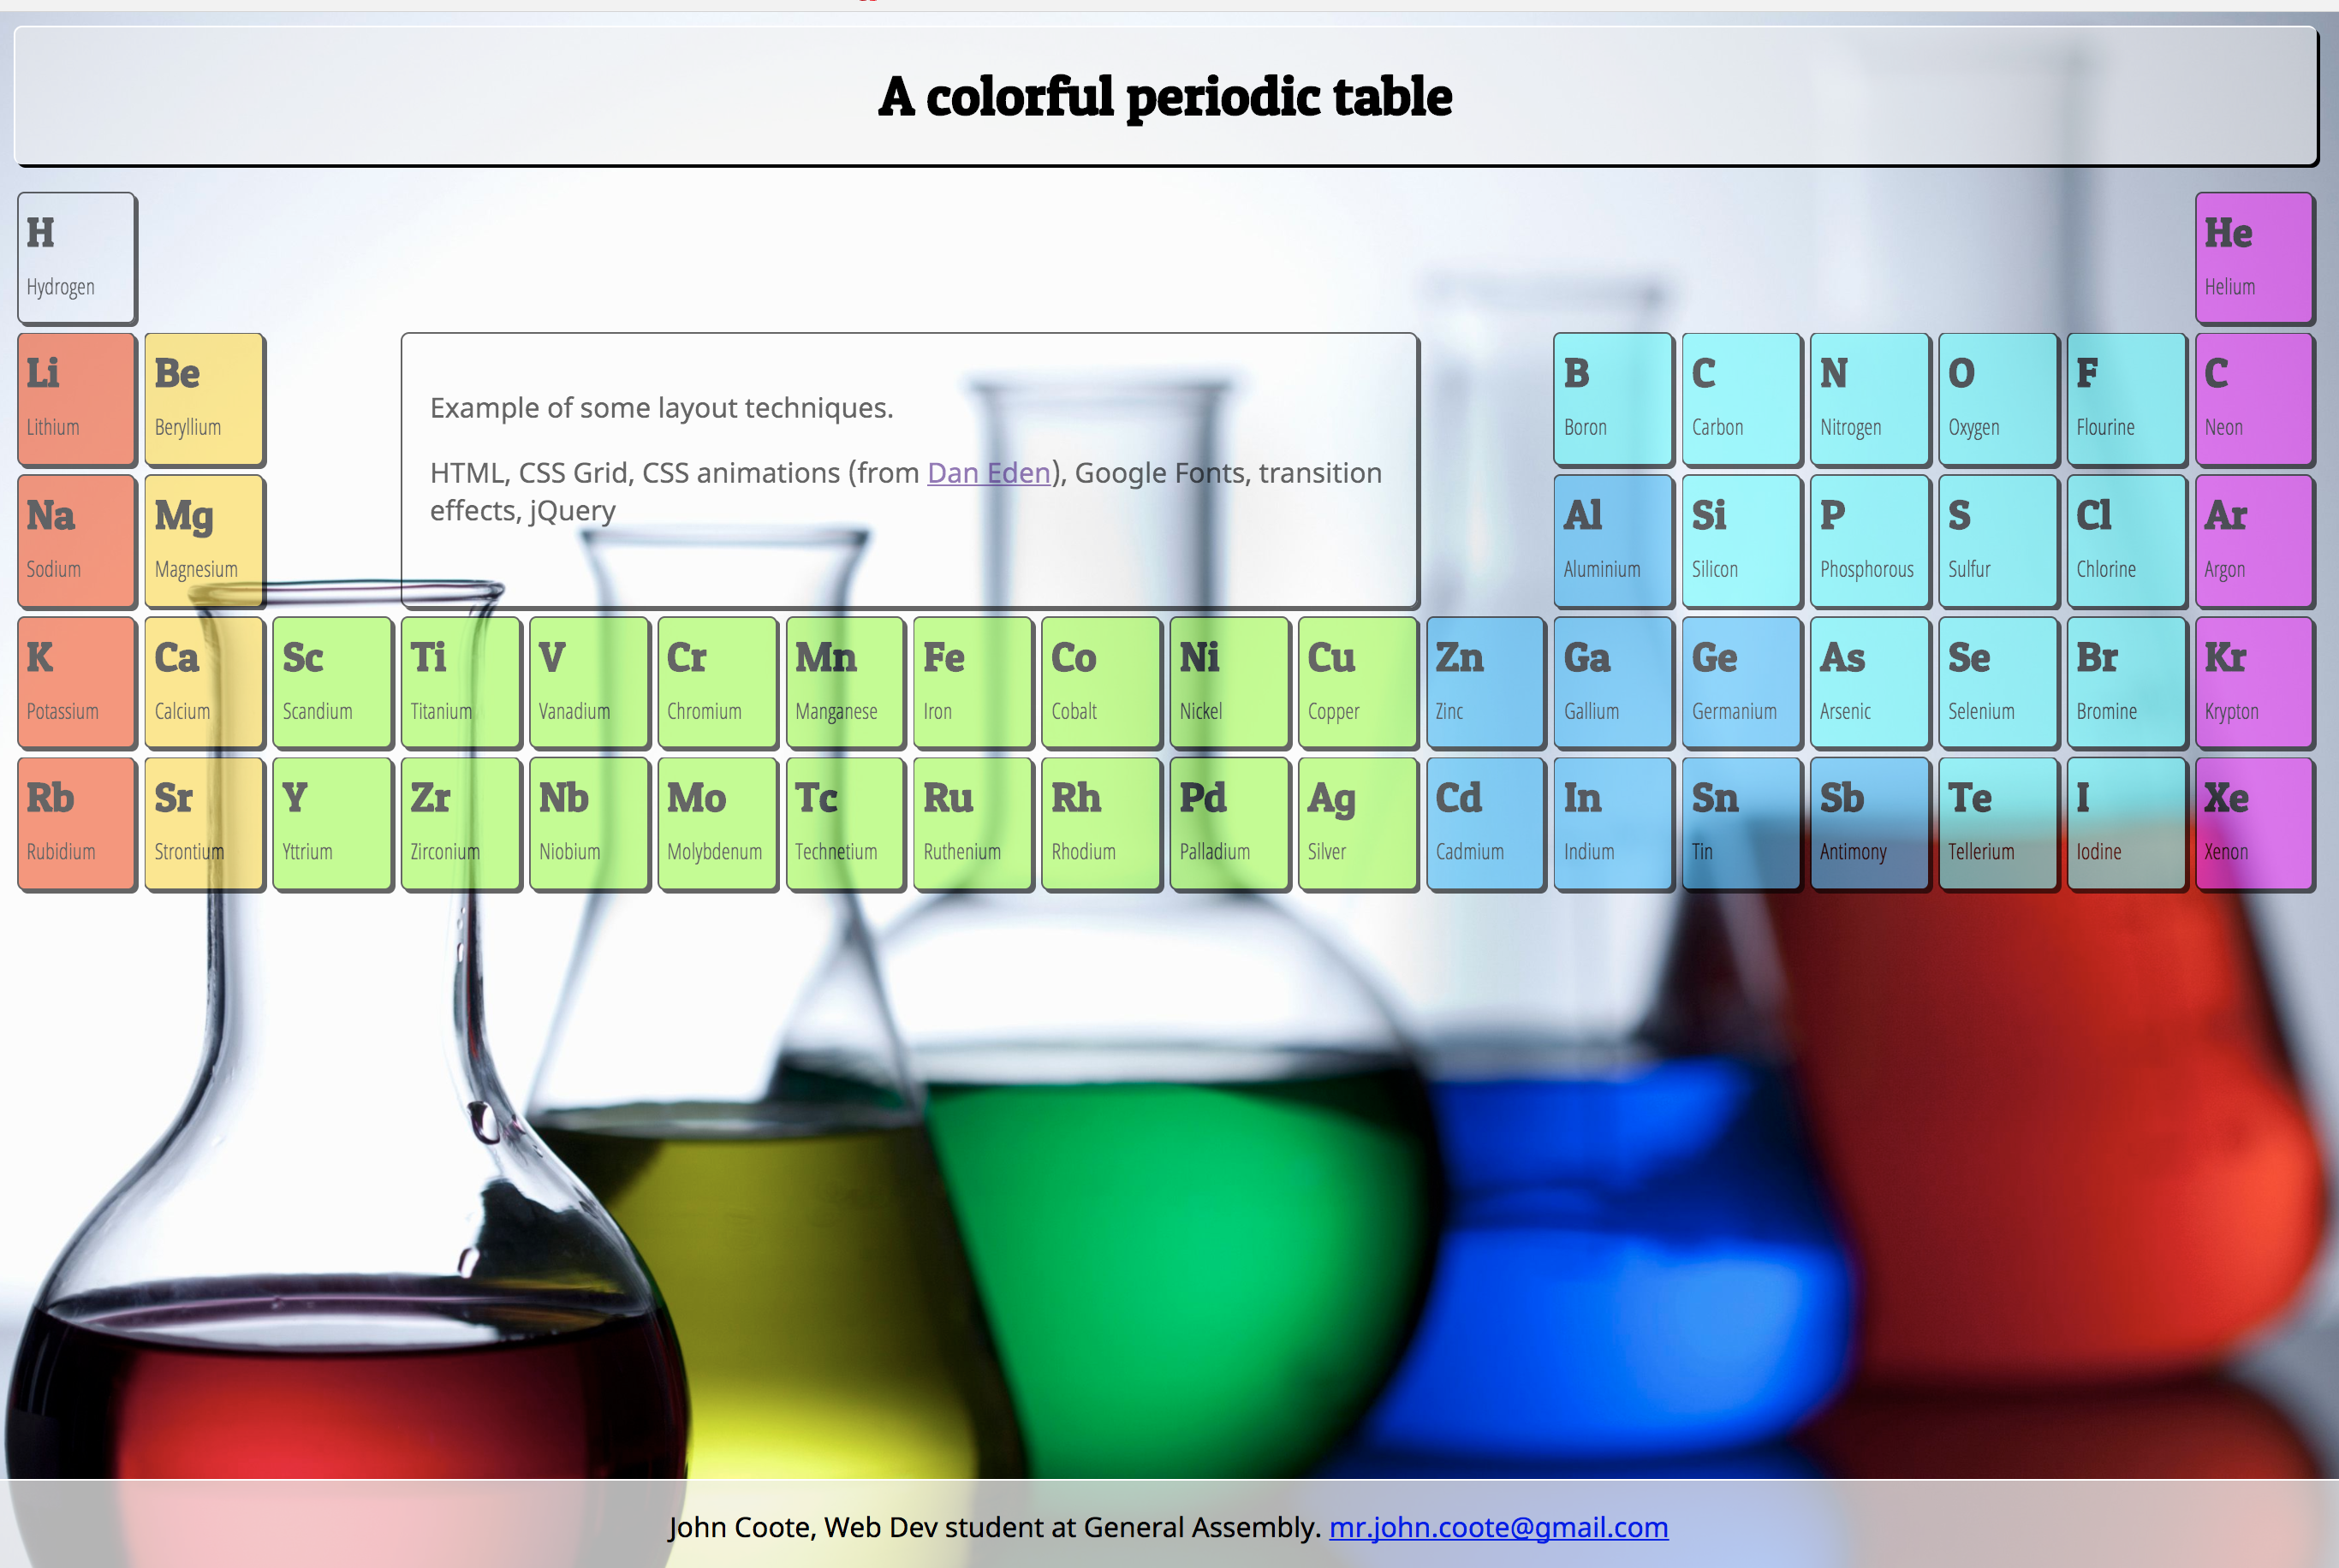 A colorful periodic table
H He
Hydrogen Helium
Li Be B C N O F C
Lithium Beryllium Boron Carbon Nitrogen Oxygen Flourine Neon
Example of some layout techniques.
HTML, CSS Grid, CSS animations (from Dan Eden), Google Fonts, transition
effects, jQuery
Na Mg Al Si P S Cl Ar
Sodium Magnesium Aluminium Silicon Phosphorous Sulfur Chlorine Argon
K Ca Sc Ti V Cr Mn Fe Co Ni Cu Zn Ga Ge As Se Br Kr
Potassium Calcium Scandium Titanium Vanadium Chromium Manganese Iron Cobalt Nickel Copper Zinc Gallium Germanium Arsenic Selenium Bromine Krypton
Rb Sr Y Zr Nb Mo Tc Ru Rh Pd Ag Cd In Sn Sb Te I Xe
Rubidium Strontium Yttrium Zirconium Niobium Molybdenum Technetium Ruthenium Rhodium Palladium Silver Cadmium Indium Tin Antimony Tellerium Iodine Xenon
John Coote, Web Dev student at General Assembly. mr.john.coote@gmail.com